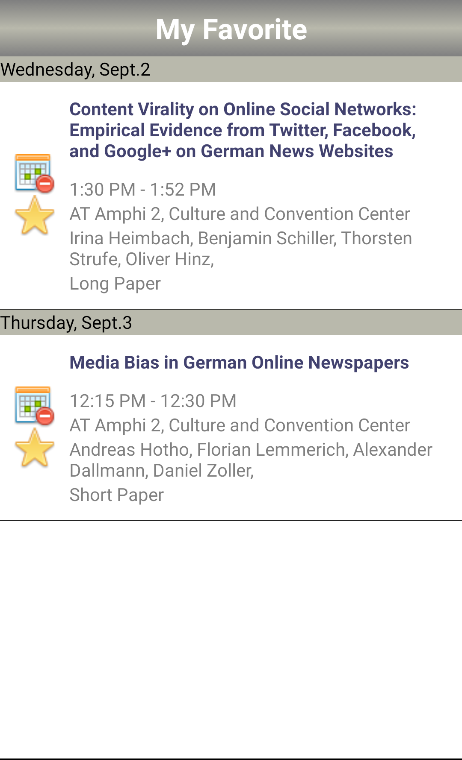 My Favorite
Wednesday, Sept.2
Content Virality on Online Social Networks:
Empirical Evidence from Twitter, Facebook,
and Google+ on German News Websites
1:30 PM - 1:52 PM
AT Amphi 2, Culture and Convention Center
Irina Heimbach, Benjamin Schiller, Thorsten
Strufe, Oliver Hinz,
Long Paper
Thursday, Sept.3
Media Bias in German Online Newspapers
12:15 PM - 12:30 PM
AT Amphi 2, Culture and Convention Center
Andreas Hotho, Florian Lemmerich, Alexander
Dallmann, Daniel Zoller,
Short Paper